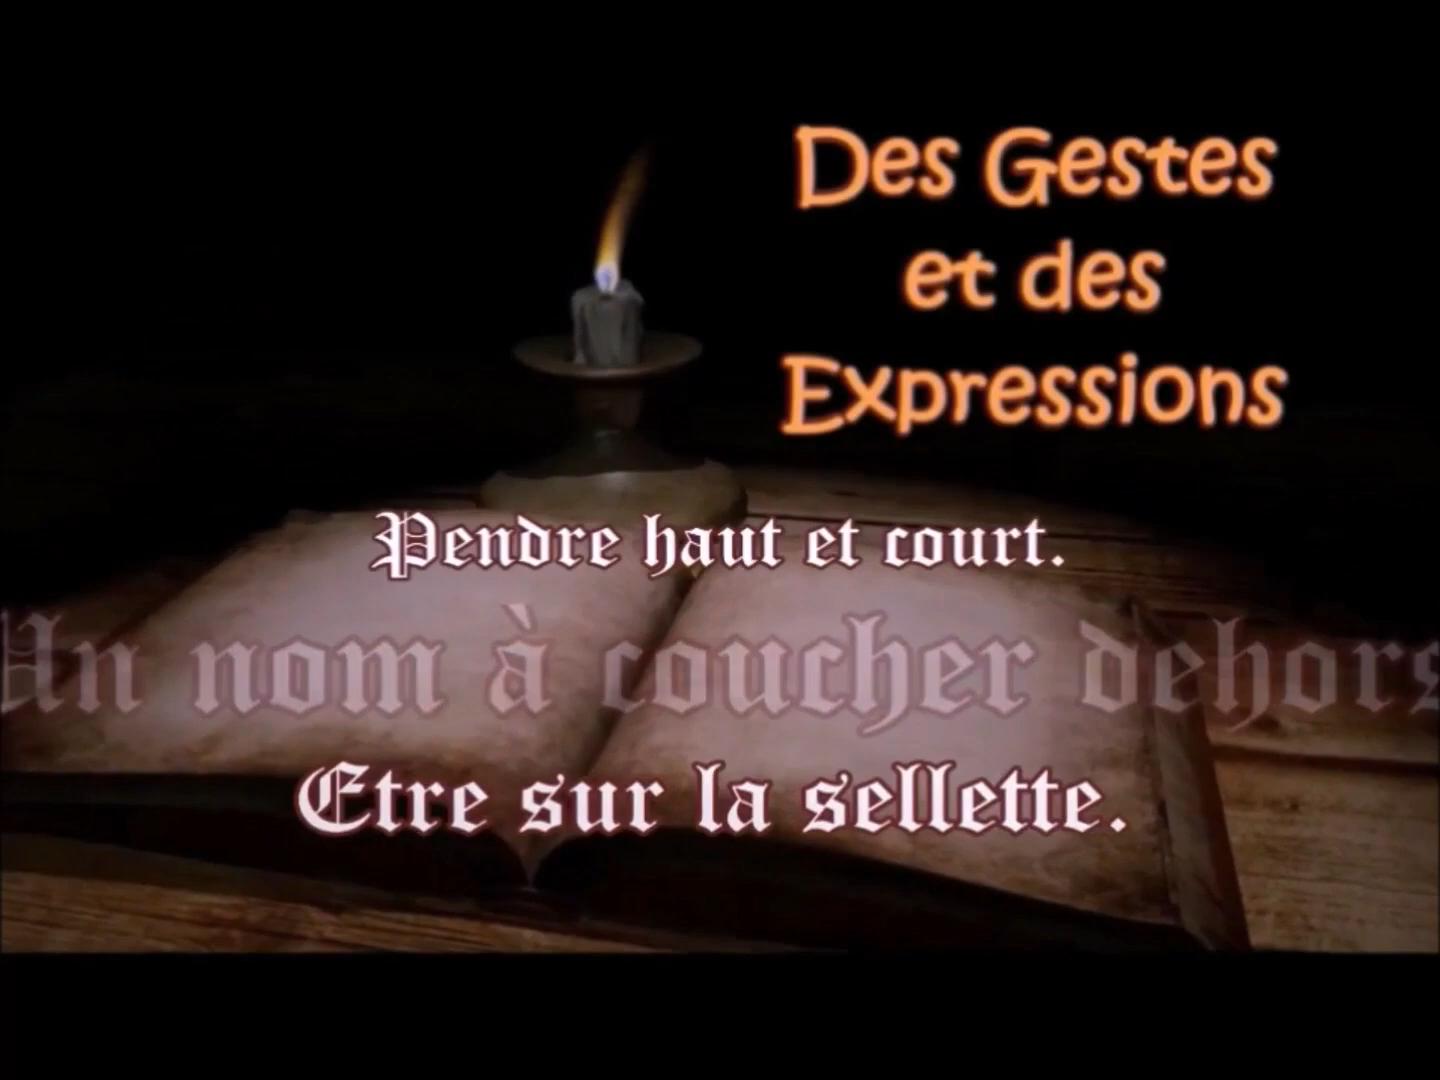 Des Gestes
et des
Expressions
Pendre haut et court.
Un nom à coucher dehors
Etre sur la sellette.